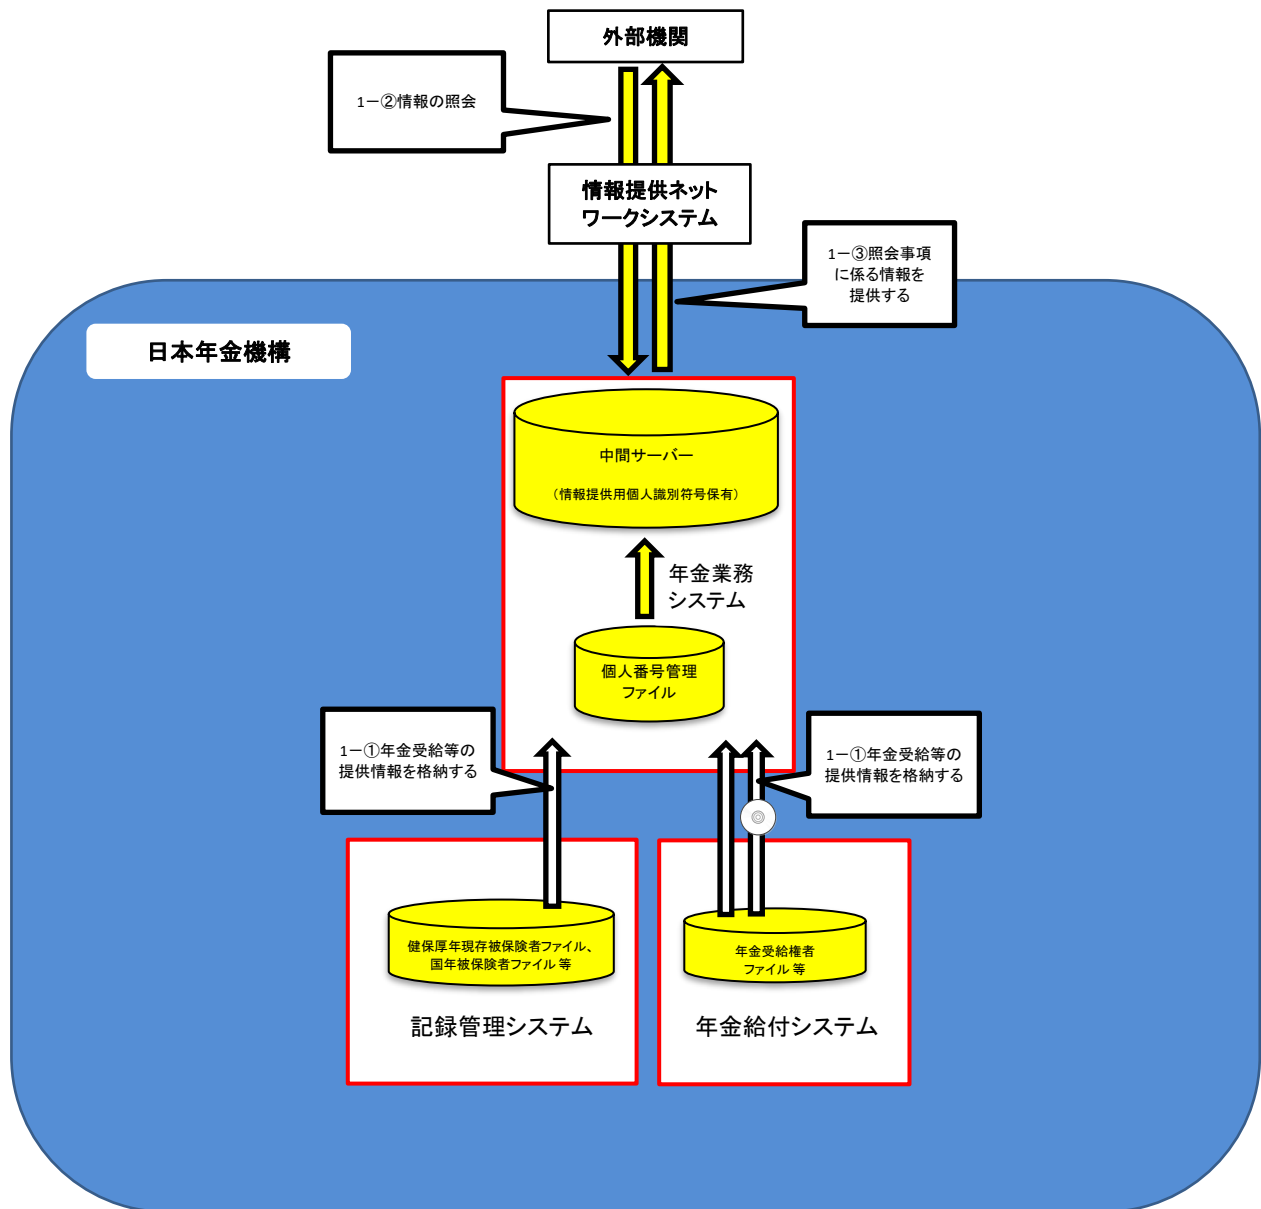 外部機関
1－②情報の照会
情報提供ネット
ワークシステム
1－③照会事項
に係る情報を
提供する
日本年金機構
中間サーバー
（情報提供用個人識別符号保有）
年金業務
システム
個人番号管理
ファイル
1－①年金受給等の
提供情報を格納する
1－①年金受給等の
提供情報を格納する
健保厚年現存被保険者ファイル、
国年被保険者ファイル 等
年金受給権者
ファイル 等
記録管理システム
年金給付システム